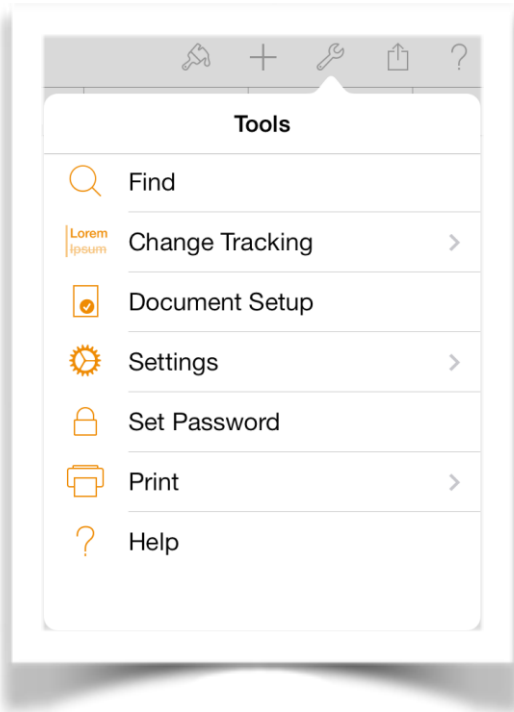 ?
Tools
Find
Lorem
Ipsum
Change Tracking
Document Setup
Settings
Set Password
Print
?
Help